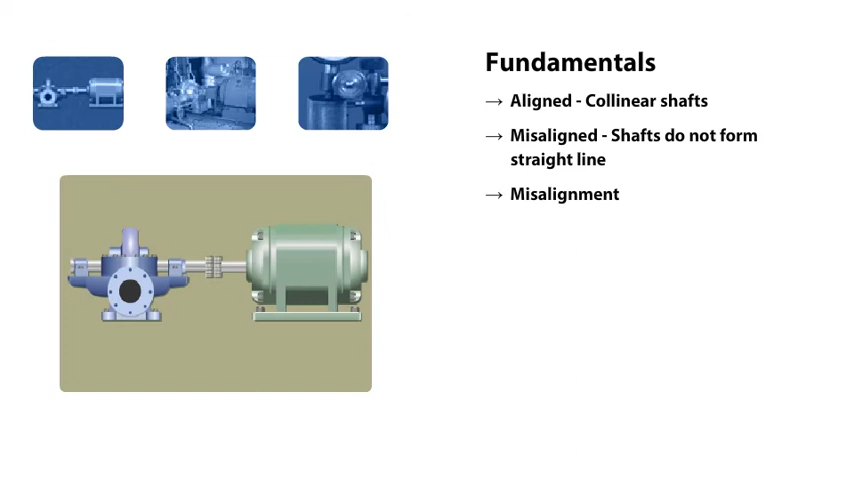 Fundamentals
→ Aligned - Collinear shafts
→ Misaligned - Shafts do not form
straight line
→ Misalignment